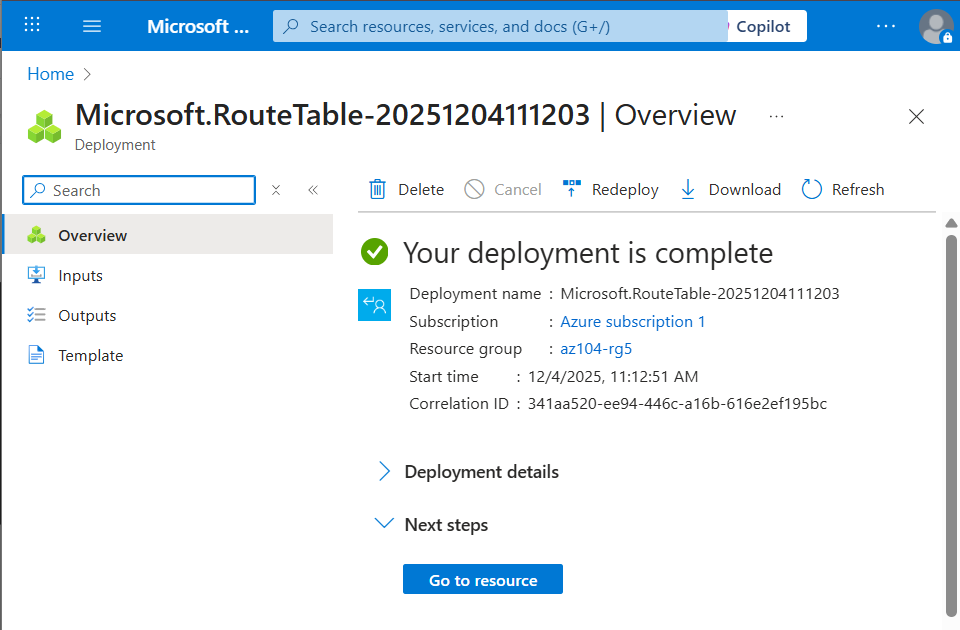 Microsoft ...
Search resources, services, and docs (G+/)
Copilot
...
Home
Microsoft.RouteTable-20251204111203 | Overview ...
Deployment
Search
Delete Cancel Redeploy Download Refresh
Overview
Inputs
Outputs
Template
Your deployment is complete
Deployment name : Microsoft.RouteTable-20251204111203
Subscription : Azure subscription 1
Resource group : az104-rg5
Start time : 12/4/2025, 11:12:51 AM
Correlation ID : 341aa520-ee94-446c-a16b-616e2ef195bc
Deployment details
Next steps
Go to resource